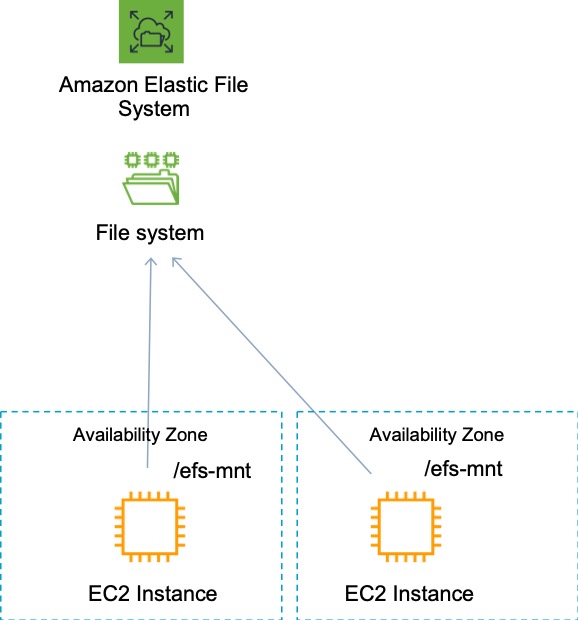 Amazon Elastic File
System
File system
Availability Zone
/efs-mnt
EC2 Instance
Availability Zone
/efs-mnt
EC2 Instance